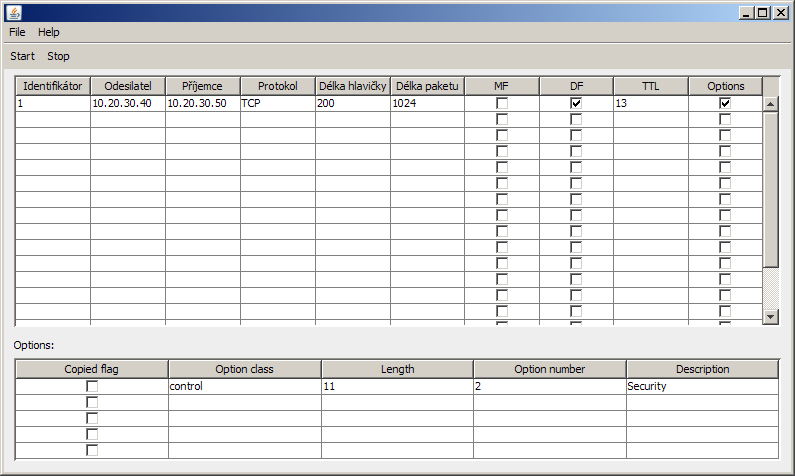 File Help
Start Stop
Identifikátor Odesilatel Příjemce Protokol Délka hlavičky Délka paketu MF DF TTL Options
1 10.20.30.40 10.20.30.50 TCP 200 1024 13
Options:
Copied flag Option class Length Option number Description
control 11 2 Security